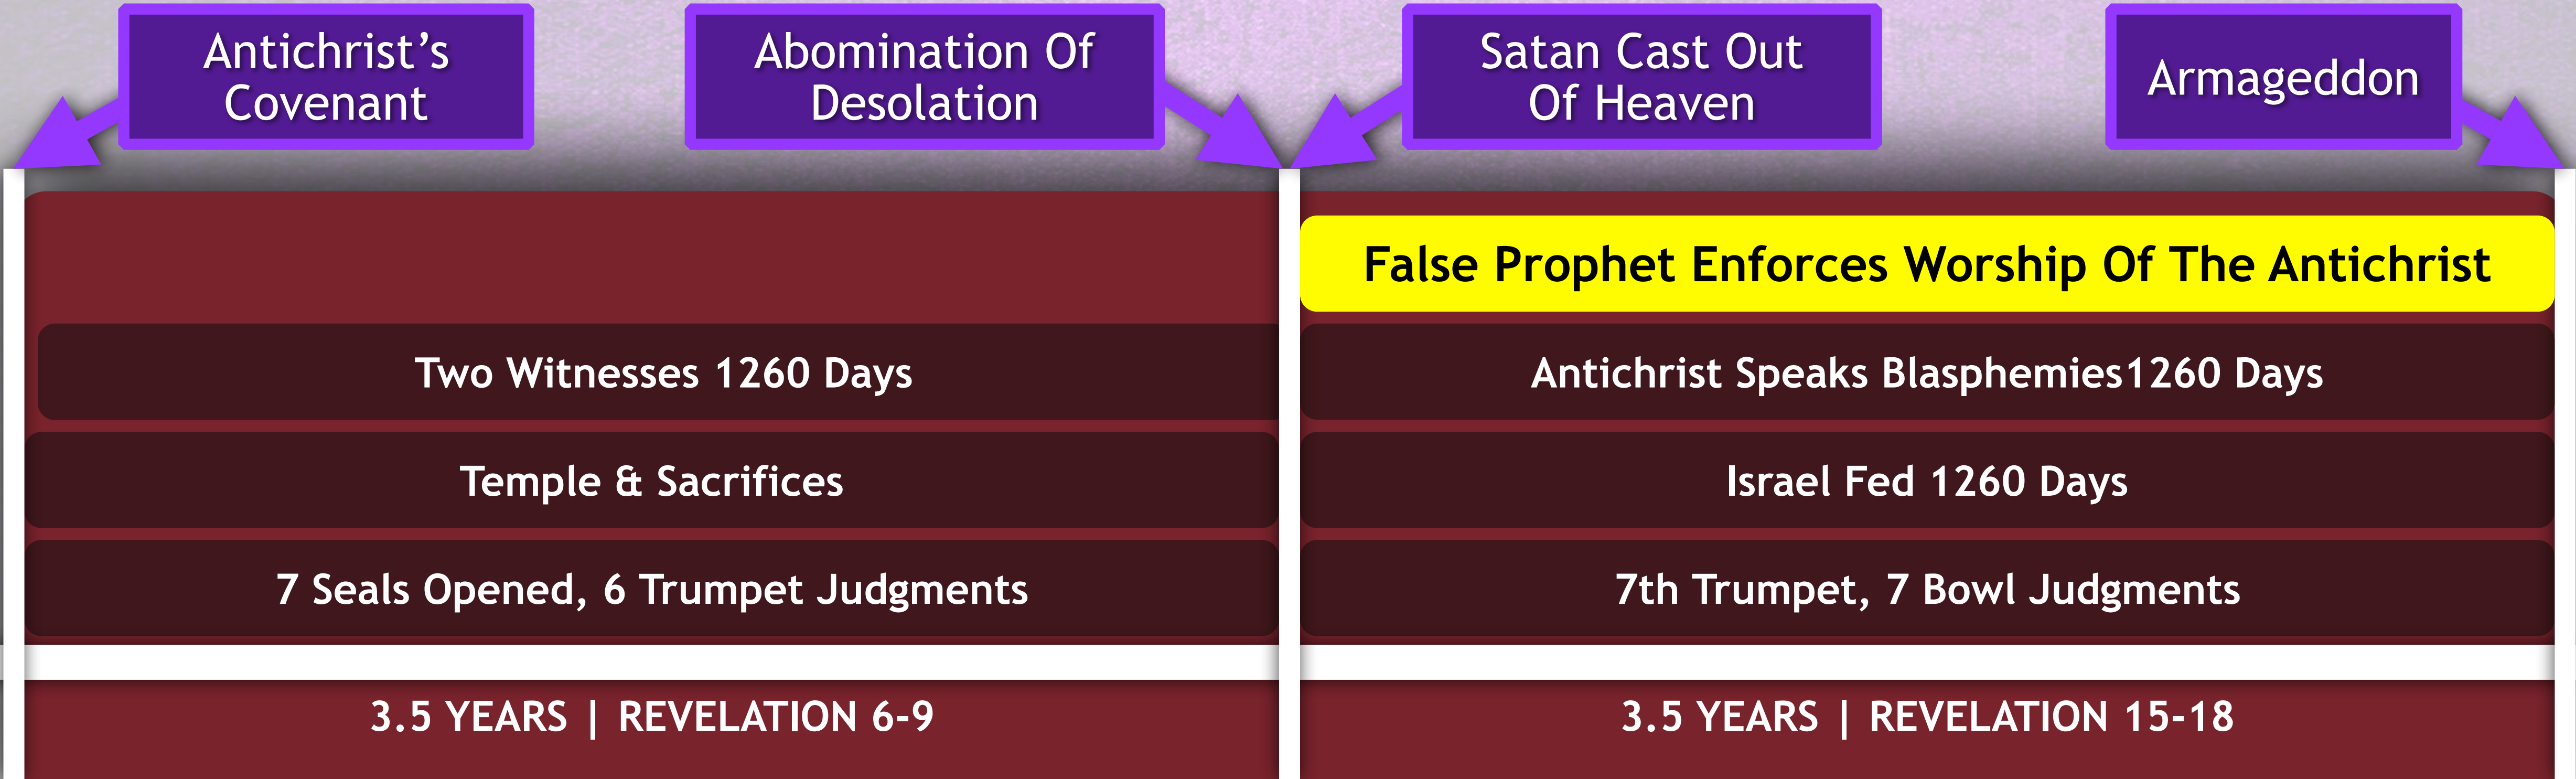 Antichrist’s
Covenant
Abomination Of
Desolation
Satan Cast Out
Of Heaven
Armageddon
False Prophet Enforces Worship Of The Antichrist
Two Witnesses 1260 Days
Antichrist Speaks Blasphemies1260 Days
Temple & Sacrifices
Israel Fed 1260 Days
7 Seals Opened, 6 Trumpet Judgments
7th Trumpet, 7 Bowl Judgments
3.5 YEARS | REVELATION 6-9
3.5 YEARS | REVELATION 15-18